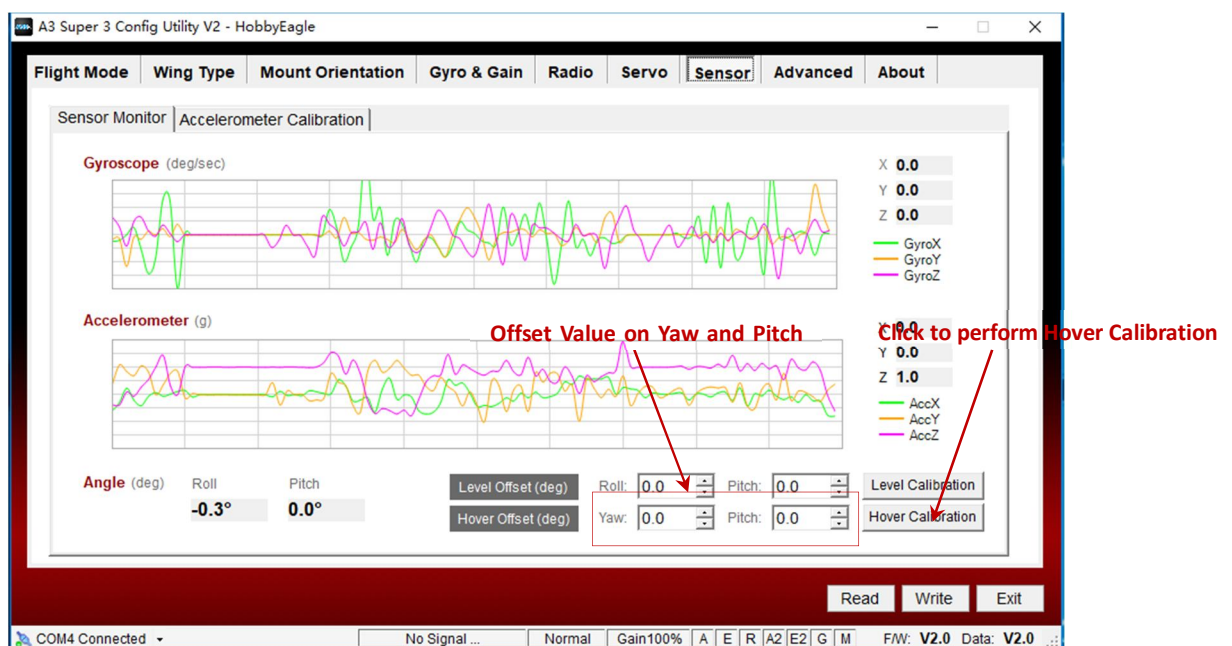 A3 Super 3 Config Utility V2 - HobbyEagle
Flight Mode Wing Type Mount Orientation Gyro & Gain Radio Servo Sensor Advanced About
Sensor Monitor Accelerometer Calibration
Gyroscope (deg/sec)
X 0.0
Y 0.0
Z 0.0
GyroX
GyroY
GyroZ
Accelerometer (g)
Offset Value on Yaw and Pitch
Click to perform Hover Calibration
X 0.0
Y 0.0
Z 1.0
AccX
AccY
AccZ
Angle (deg) Roll Pitch
-0.3° 0.0°
Level Offset (deg) Roll: 0.0 Pitch: 0.0 Level Calibration
Hover Offset (deg) Yaw: 0.0 Pitch: 0.0 Hover Calibration
Read Write Exit
COM4 Connected No Signal ... Normal Gain100% A E R A2 E2 G M F/W: V2.0 Data: V2.0